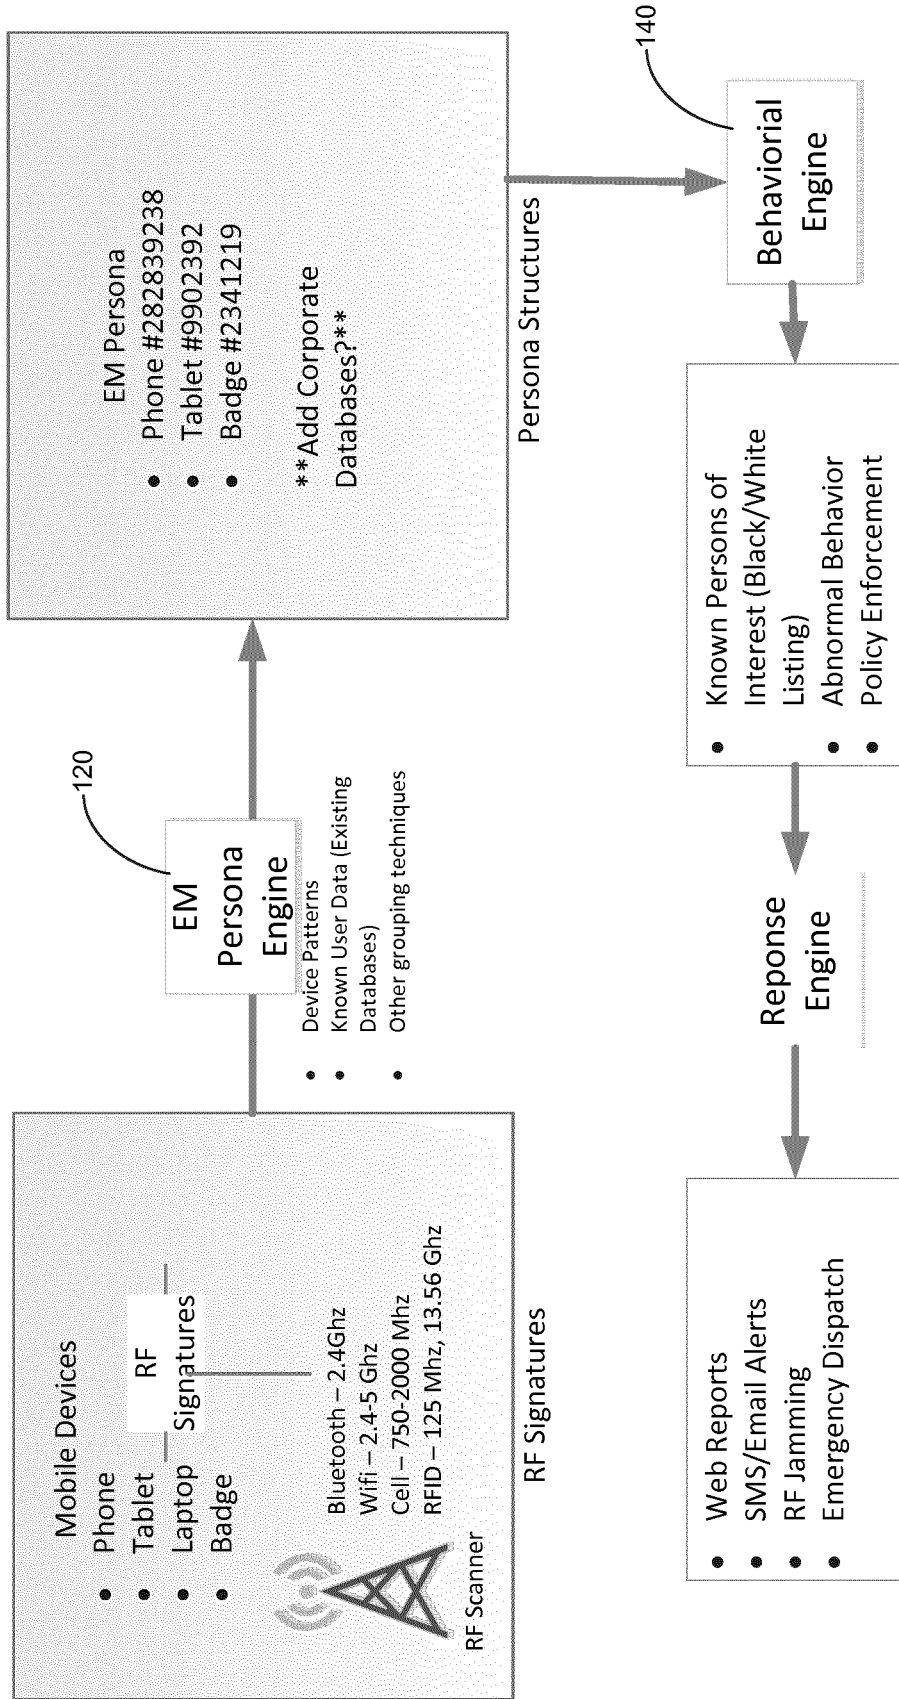 Mobile Devices
• Phone
• Tablet
• Laptop
• Badge
RF
Signatures
Bluetooth – 2.4Ghz
Wifi – 2.4-5 Ghz
Cell – 750-2000 Mhz
RFID – 125 Mhz, 13.56 Ghz
RF Scanner
RF Signatures
120
EM
Persona
Engine
• Device Patterns
• Known User Data (Existing
Databases)
• Other grouping techniques
EM Persona
• Phone #282839238
• Tablet #9902392
• Badge #2341219
**Add Corporate
Databases?**
Persona Structures
140
Behaviorial
Engine
• Known Persons of
Interest (Black/White
Listing)
• Abnormal Behavior
• Policy Enforcement
Reponse
Engine
• Web Reports
• SMS/Email Alerts
• RF Jamming
• Emergency Dispatch